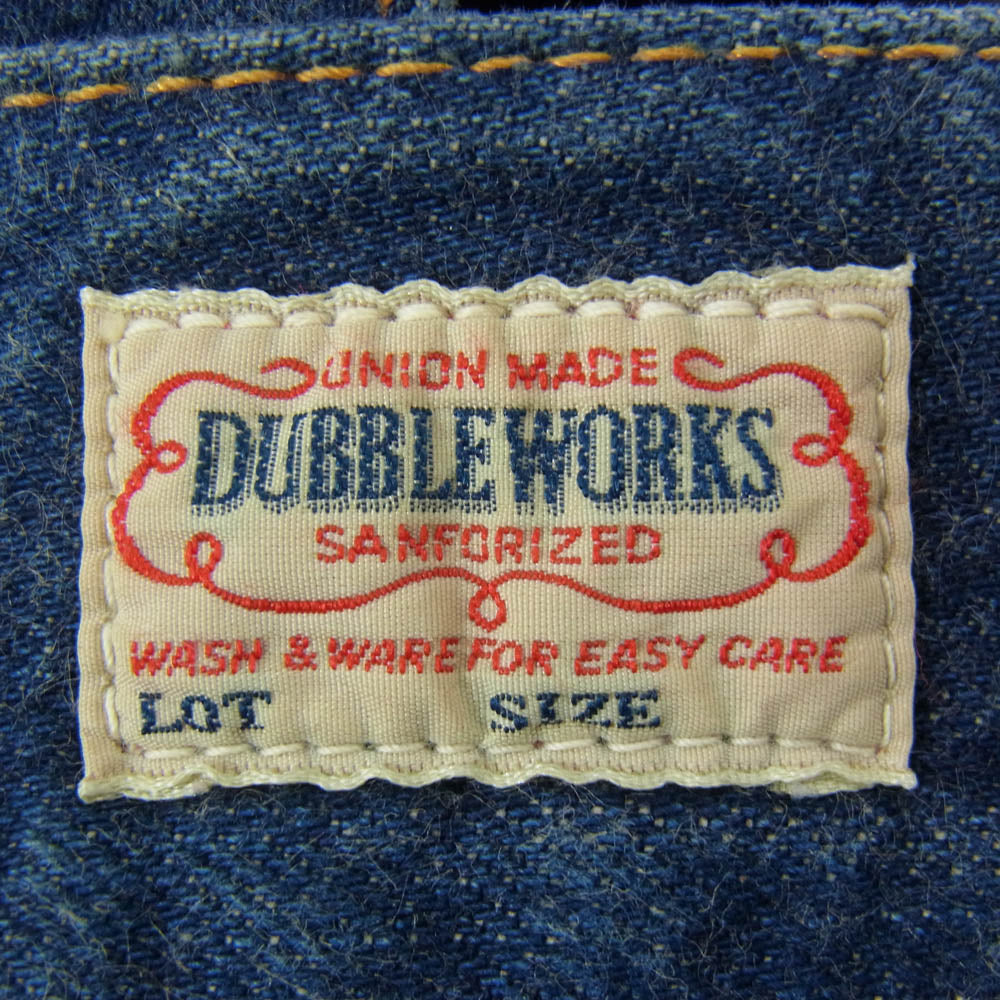 UNION MADE
DUBBLEWORKS
SANFORIZED
WASH & WARE FOR EASY CARE
LOT SIZE